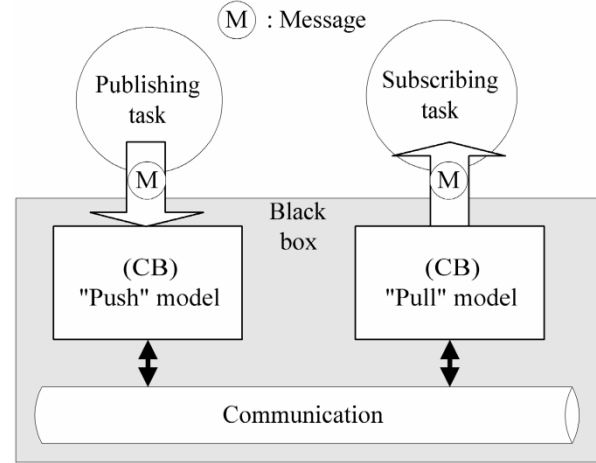 M : Message
Publishing
task
Subscribing
task
M
M
Black
box
(CB)
"Push" model
(CB)
"Pull" model
Communication